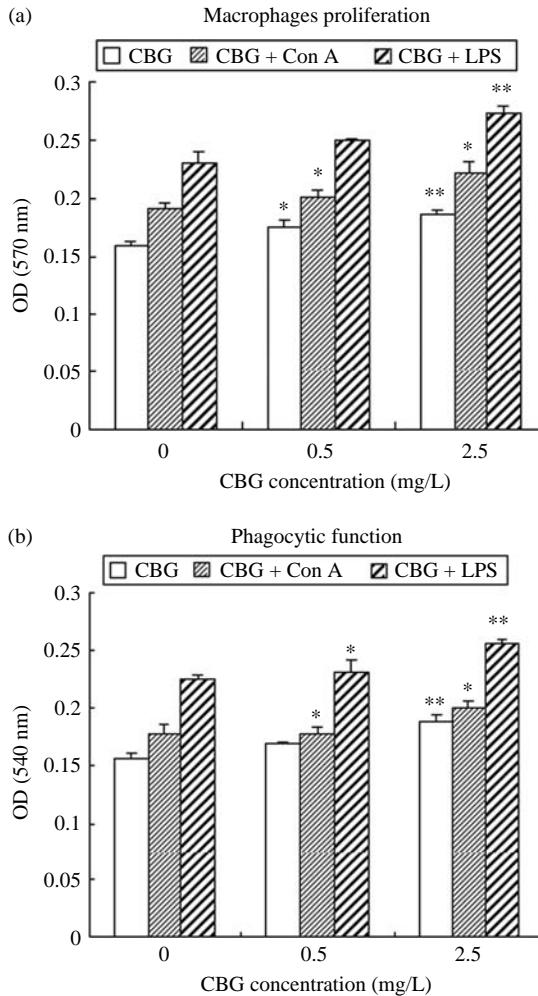 (a)
Macrophages proliferation
CBG CBG + Con A CBG + LPS
0.3
0.25
0.2
0.15
0.1
0.05
0
OD (570 nm)
* * ** * **
0 0.5 2.5
CBG concentration (mg/L)
(b)
Phagocytic function
CBG CBG + Con A CBG + LPS
0.3
0.25
0.2
0.15
0.1
0.05
0
OD (540 nm)
* * ** * **
0 0.5 2.5
CBG concentration (mg/L)